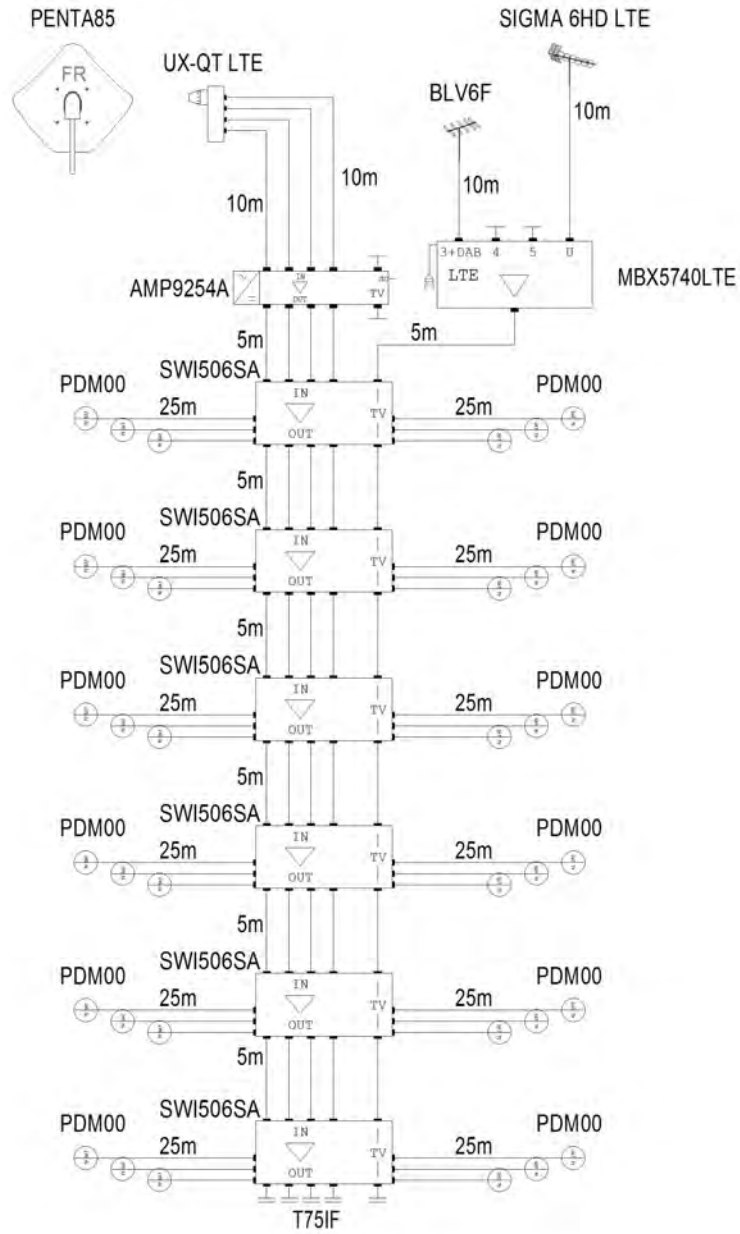 PENTA85
SIGMA 6HD LTE
FR
UX-QT LTE
BLV6F
10m
10m
10m
10m
3+DAB 4 5 U
LTE
MBX5740LTE
AMP9254A
IN
OUT
TV
5m
5m
SWI506SA
PDM00
PDM00
25m
25m
IN
TV
OUT
5m
SWI506SA
PDM00
PDM00
25m
25m
IN
TV
OUT
5m
SWI506SA
PDM00
PDM00
25m
25m
IN
TV
OUT
5m
SWI506SA
PDM00
PDM00
25m
25m
IN
TV
OUT
5m
SWI506SA
PDM00
PDM00
25m
25m
IN
TV
OUT
5m
SWI506SA
PDM00
PDM00
25m
25m
IN
TV
OUT
T75IF